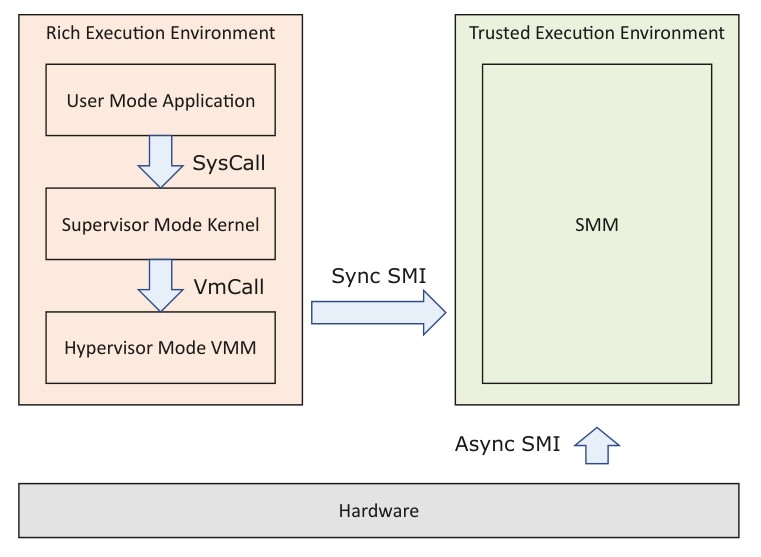 Rich Execution Environment
User Mode Application
SysCall
Supervisor Mode Kernel
VmCall
Hypervisor Mode VMM
Sync SMI
Trusted Execution Environment
SMM
Async SMI
Hardware